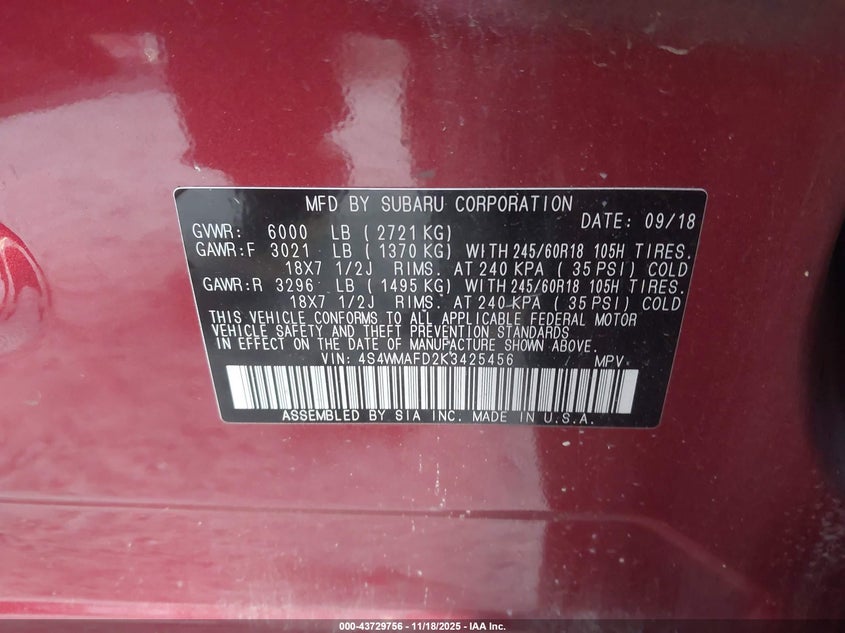 MFD BY SUBARU CORPORATION
DATE: 09/18
GVWR: 6000 LB ( 2721 KG)
GAWR:F 3021 LB ( 1370 KG) WITH 245/60R18 105H TIRES.
18X7 1/2J RIMS. AT 240 KPA ( 35 PSI) COLD
GAWR:R 3296 LB ( 1495 KG) WITH 245/60R18 105H TIRES.
18X7 1/2J RIMS. AT 240 KPA ( 35 PSI) COLD
THIS VEHICLE CONFORMS TO ALL APPLICABLE FEDERAL MOTOR
VEHICLE SAFETY AND THEFT PREVENTION STANDARDS
IN EFFECT ON THE DATE OF MANUFACTURE SHOWN ABOVE.
VIN: 4S4WMAFD2K3425456 / / MPV
ASSEMBLED BY SIA INC. MADE IN U.S.A.
000-43729756 — 11/18/2025 — IAA Inc.